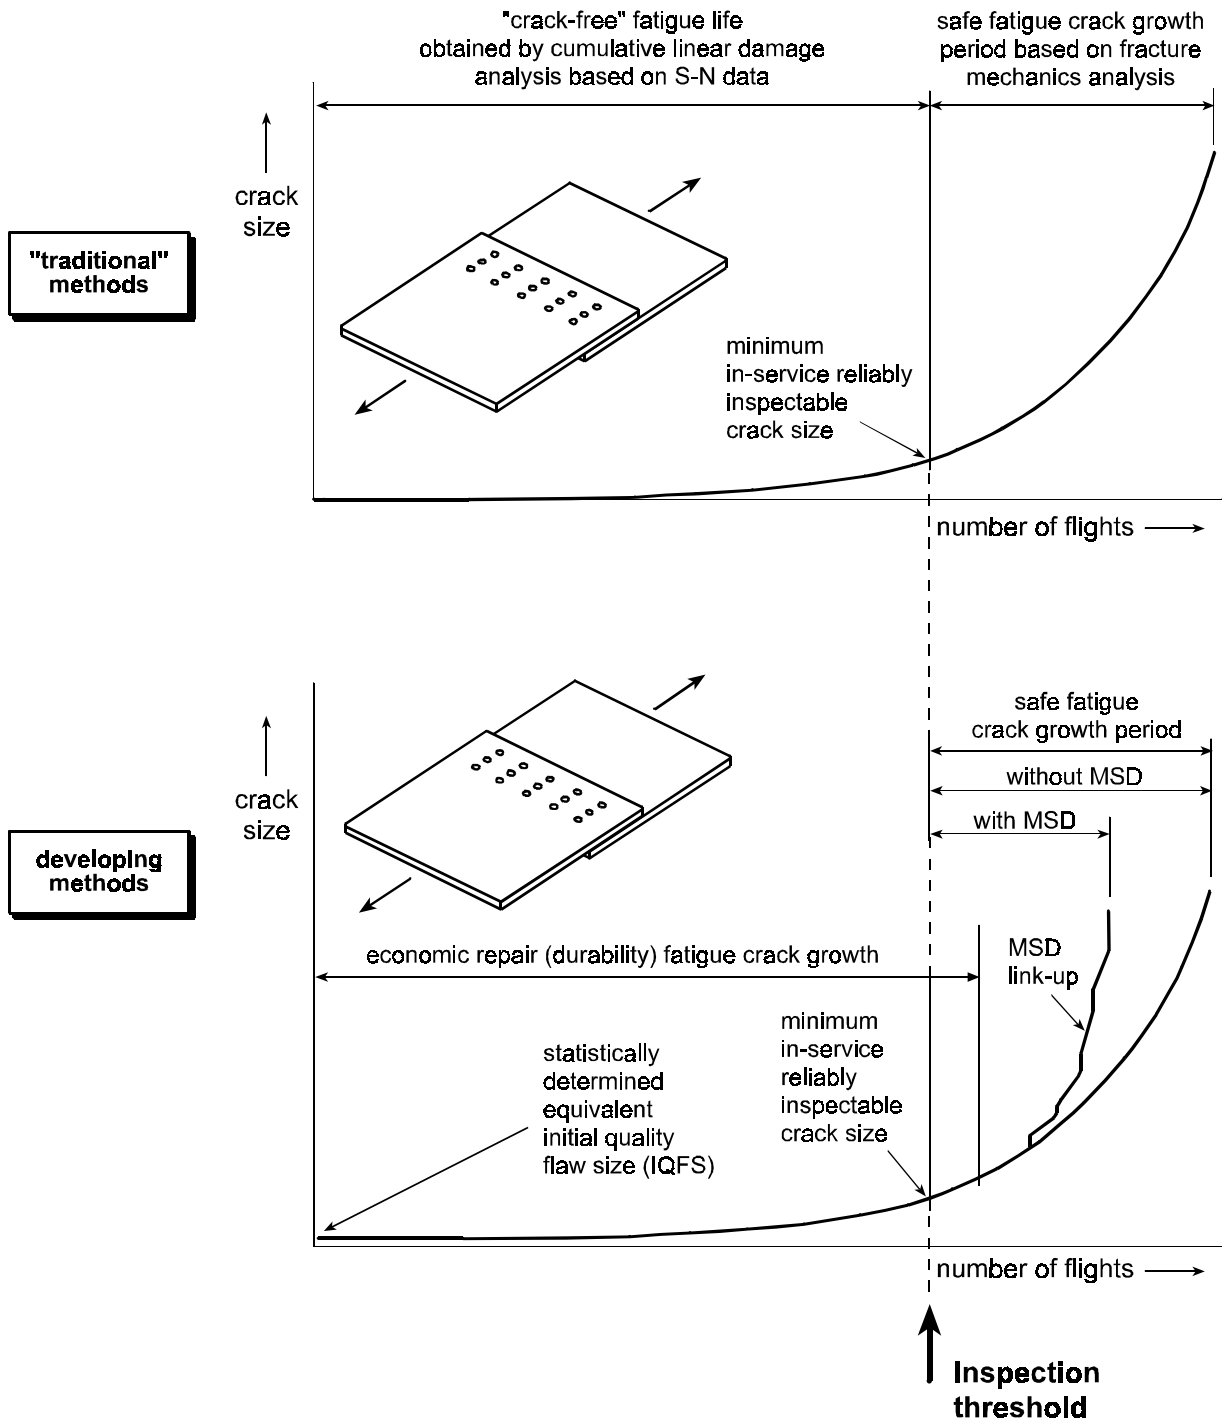 "crack-free" fatigue life
obtained by cumulative linear damage
analysis based on S-N data
safe fatigue crack growth
period based on fracture
mechanics analysis
crack
size
"traditional"
methods
minimum
in-service reliably
inspectable
crack size
number of flights
safe fatigue
crack growth period
without MSD
with MSD
crack
size
developing
methods
economic repair (durability) fatigue crack growth
MSD
link-up
statistically
determined
equivalent
initial quality
flaw size (IQFS)
minimum
in-service
reliably
inspectable
crack size
number of flights
Inspection
threshold